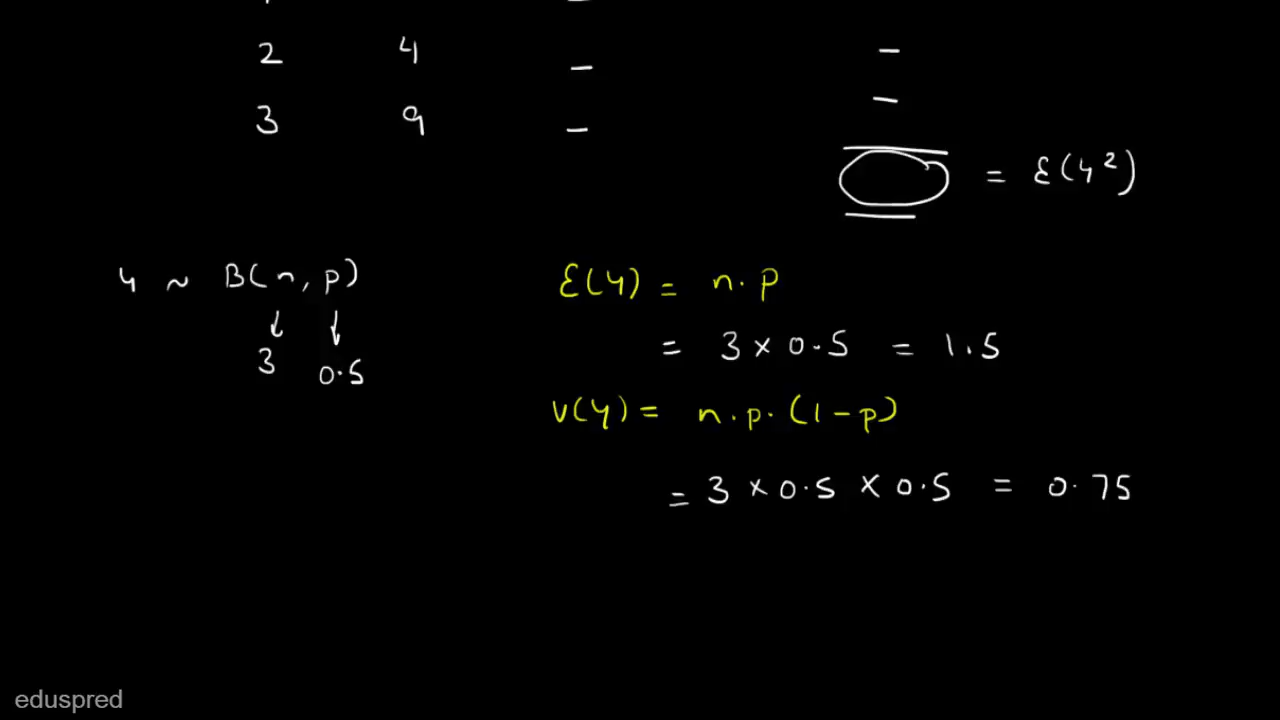 2 4 – –
3 9 – –
= E(Y²)
Y ~ B(n, p) E(Y) = n.p
↓ ↓
3 0.5 = 3 × 0.5 = 1.5
V(Y) = n.p.(1-p)
= 3 × 0.5 × 0.5 = 0.75
eduspred